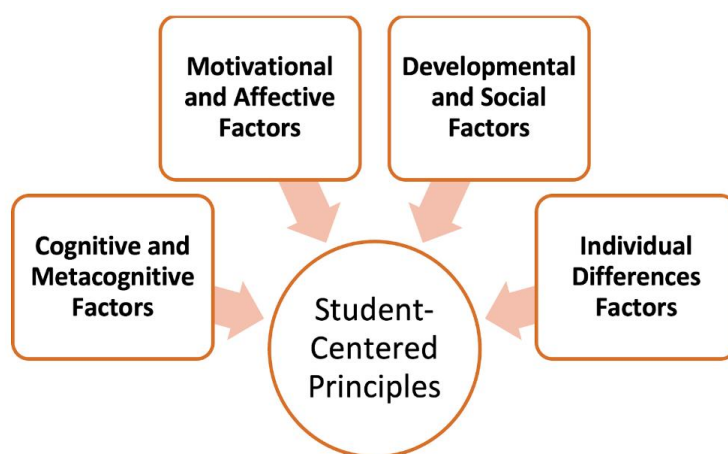 Motivational
and Affective
Factors
Developmental
and Social
Factors
Cognitive and
Metacognitive
Factors
Individual
Differences
Factors
Student-
Centered
Principles